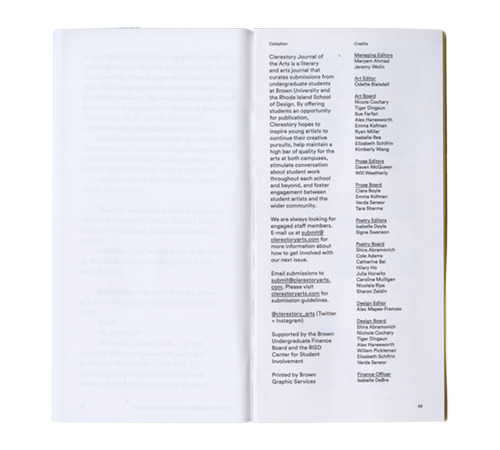 Colophon
Clerestory Journal of
the Arts is a literary
and arts journal that
curates submissions from
undergraduate students
at Brown University and
the Rhode Island School
of Design. By offering
students an opportunity
for publication,
Clerestory hopes to
inspire young artists to
continue their creative
pursuits, help maintain a
high bar of quality for the
arts at both campuses,
stimulate conversation
about student work
throughout each school
and beyond, and foster
engagement between
student artists and the
wider community.
We are always looking for
engaged staff members.
E-mail us at submit@
clerestoryarts.com for
more information about
how to get involved with
our next issue.
Email submissions to
submit@clerestoryarts.
com. Please visit
clerestoryarts.com for
submission guidelines.
@clerestory_arts (Twitter
+ Instagram)
Supported by the Brown
Undergraduate Finance
Board and the RISD
Center for Student
Involvement
Printed by Brown
Graphic Services
Credits
Managing Editors
Maryam Ahmad
Jeremy Wolin
Art Editor
Odette Blaisdell
Art Board
Nicole Cochery
Tiger Dingsun
Sue Farfan
Alex Hanesworth
Emma Kofman
Ryan Miller
Isabelle Rea
Elizabeth Schifrin
Kimberly Wang
Prose Editors
Daven McQueen
Will Weatherly
Prose Board
Clara Boyle
Emma Kofman
Verda Seneor
Tara Sharma
Poetry Editors
Isabelle Doyle
Signe Swanson
Poetry Board
Shira Abramovich
Cole Adams
Catherine Bai
Hilary Ho
Julia Horwitz
Caroline Mulligan
Nicolaia Rips
Sharon Zeldin
Design Editor
Alex Mapes-Frances
Design Board
Shira Abramovich
Nichole Cochery
Tiger Dingsun
Alex Hanesworth
Willem Pickleman
Elisabeth Schifrin
Verda Seneor
Finance Officer
Isabelle DeBre
43